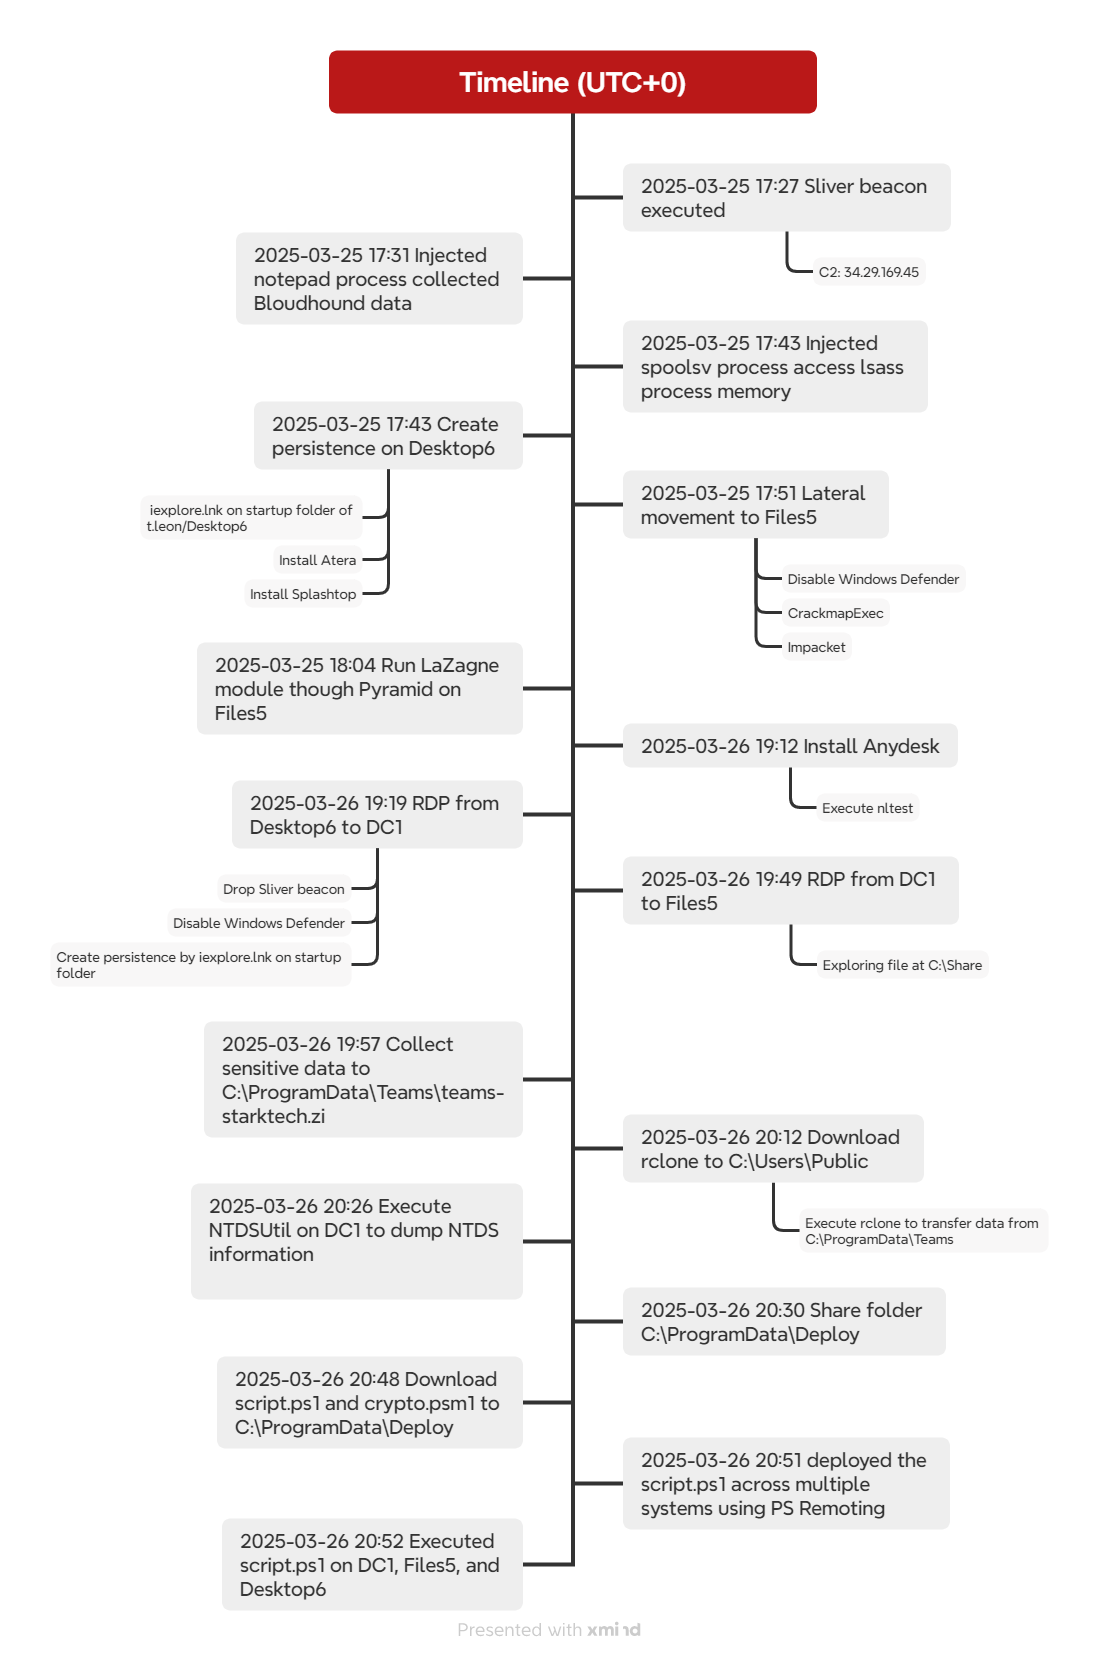 Timeline (UTC+0)
2025-03-25 17:27 Sliver beacon
executed
C2: 34.29.169.45
2025-03-25 17:31 Injected
notepad process collected
Bloudhound data
2025-03-25 17:43 Injected
spoolsv process access lsass
process memory
2025-03-25 17:43 Create
persistence on Desktop6
iexplore.lnk on startup folder of
t.leon/Desktop6
Install Atera
Install Splashtop
2025-03-25 17:51 Lateral
movement to Files5
Disable Windows Defender
CrackmapExec
Impacket
2025-03-25 18:04 Run LaZagne
module though Pyramid on
Files5
2025-03-26 19:12 Install Anydesk
Execute nltest
2025-03-26 19:19 RDP from
Desktop6 to DC1
Drop Sliver beacon
Disable Windows Defender
Create persistence by iexplore.lnk on startup
folder
2025-03-26 19:49 RDP from DC1
to Files5
Exploring file at C:\Share
2025-03-26 19:57 Collect
sensitive data to
C:\ProgramData\Teams\teams-
starktech.zi
2025-03-26 20:12 Download
rclone to C:\Users\Public
Execute rclone to transfer data from
C:\ProgramData\Teams
2025-03-26 20:26 Execute
NTDSUtil on DC1 to dump NTDS
information
2025-03-26 20:30 Share folder
C:\ProgramData\Deploy
2025-03-26 20:48 Download
script.ps1 and crypto.psm1 to
C:\ProgramData\Deploy
2025-03-26 20:51 deployed the
script.ps1 across multiple
systems using PS Remoting
2025-03-26 20:52 Executed
script.ps1 on DC1, Files5, and
Desktop6
Presented with xmind